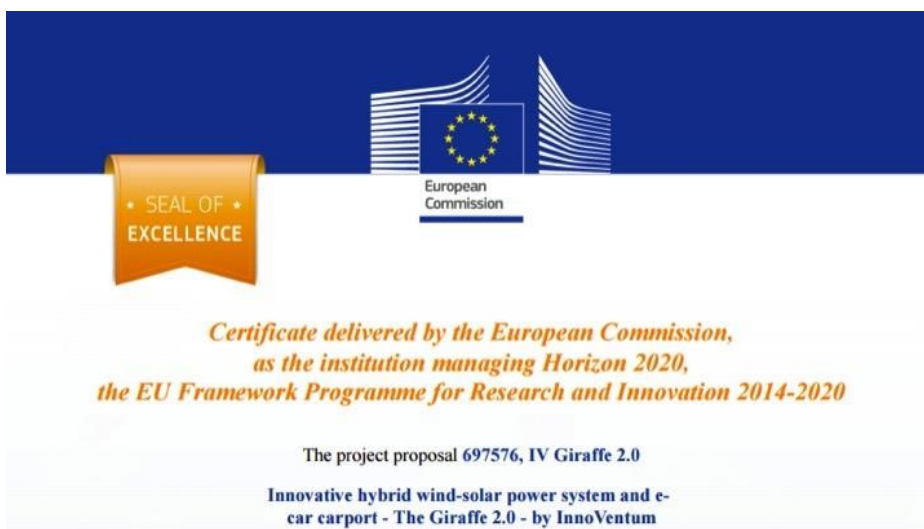 European
Commission
★ SEAL OF ★
EXCELLENCE
Certificate delivered by the European Commission,
as the institution managing Horizon 2020,
the EU Framework Programme for Research and Innovation 2014-2020
The project proposal 697576, IV Giraffe 2.0
Innovative hybrid wind-solar power system and e-
car carport - The Giraffe 2.0 - by InnoVentum